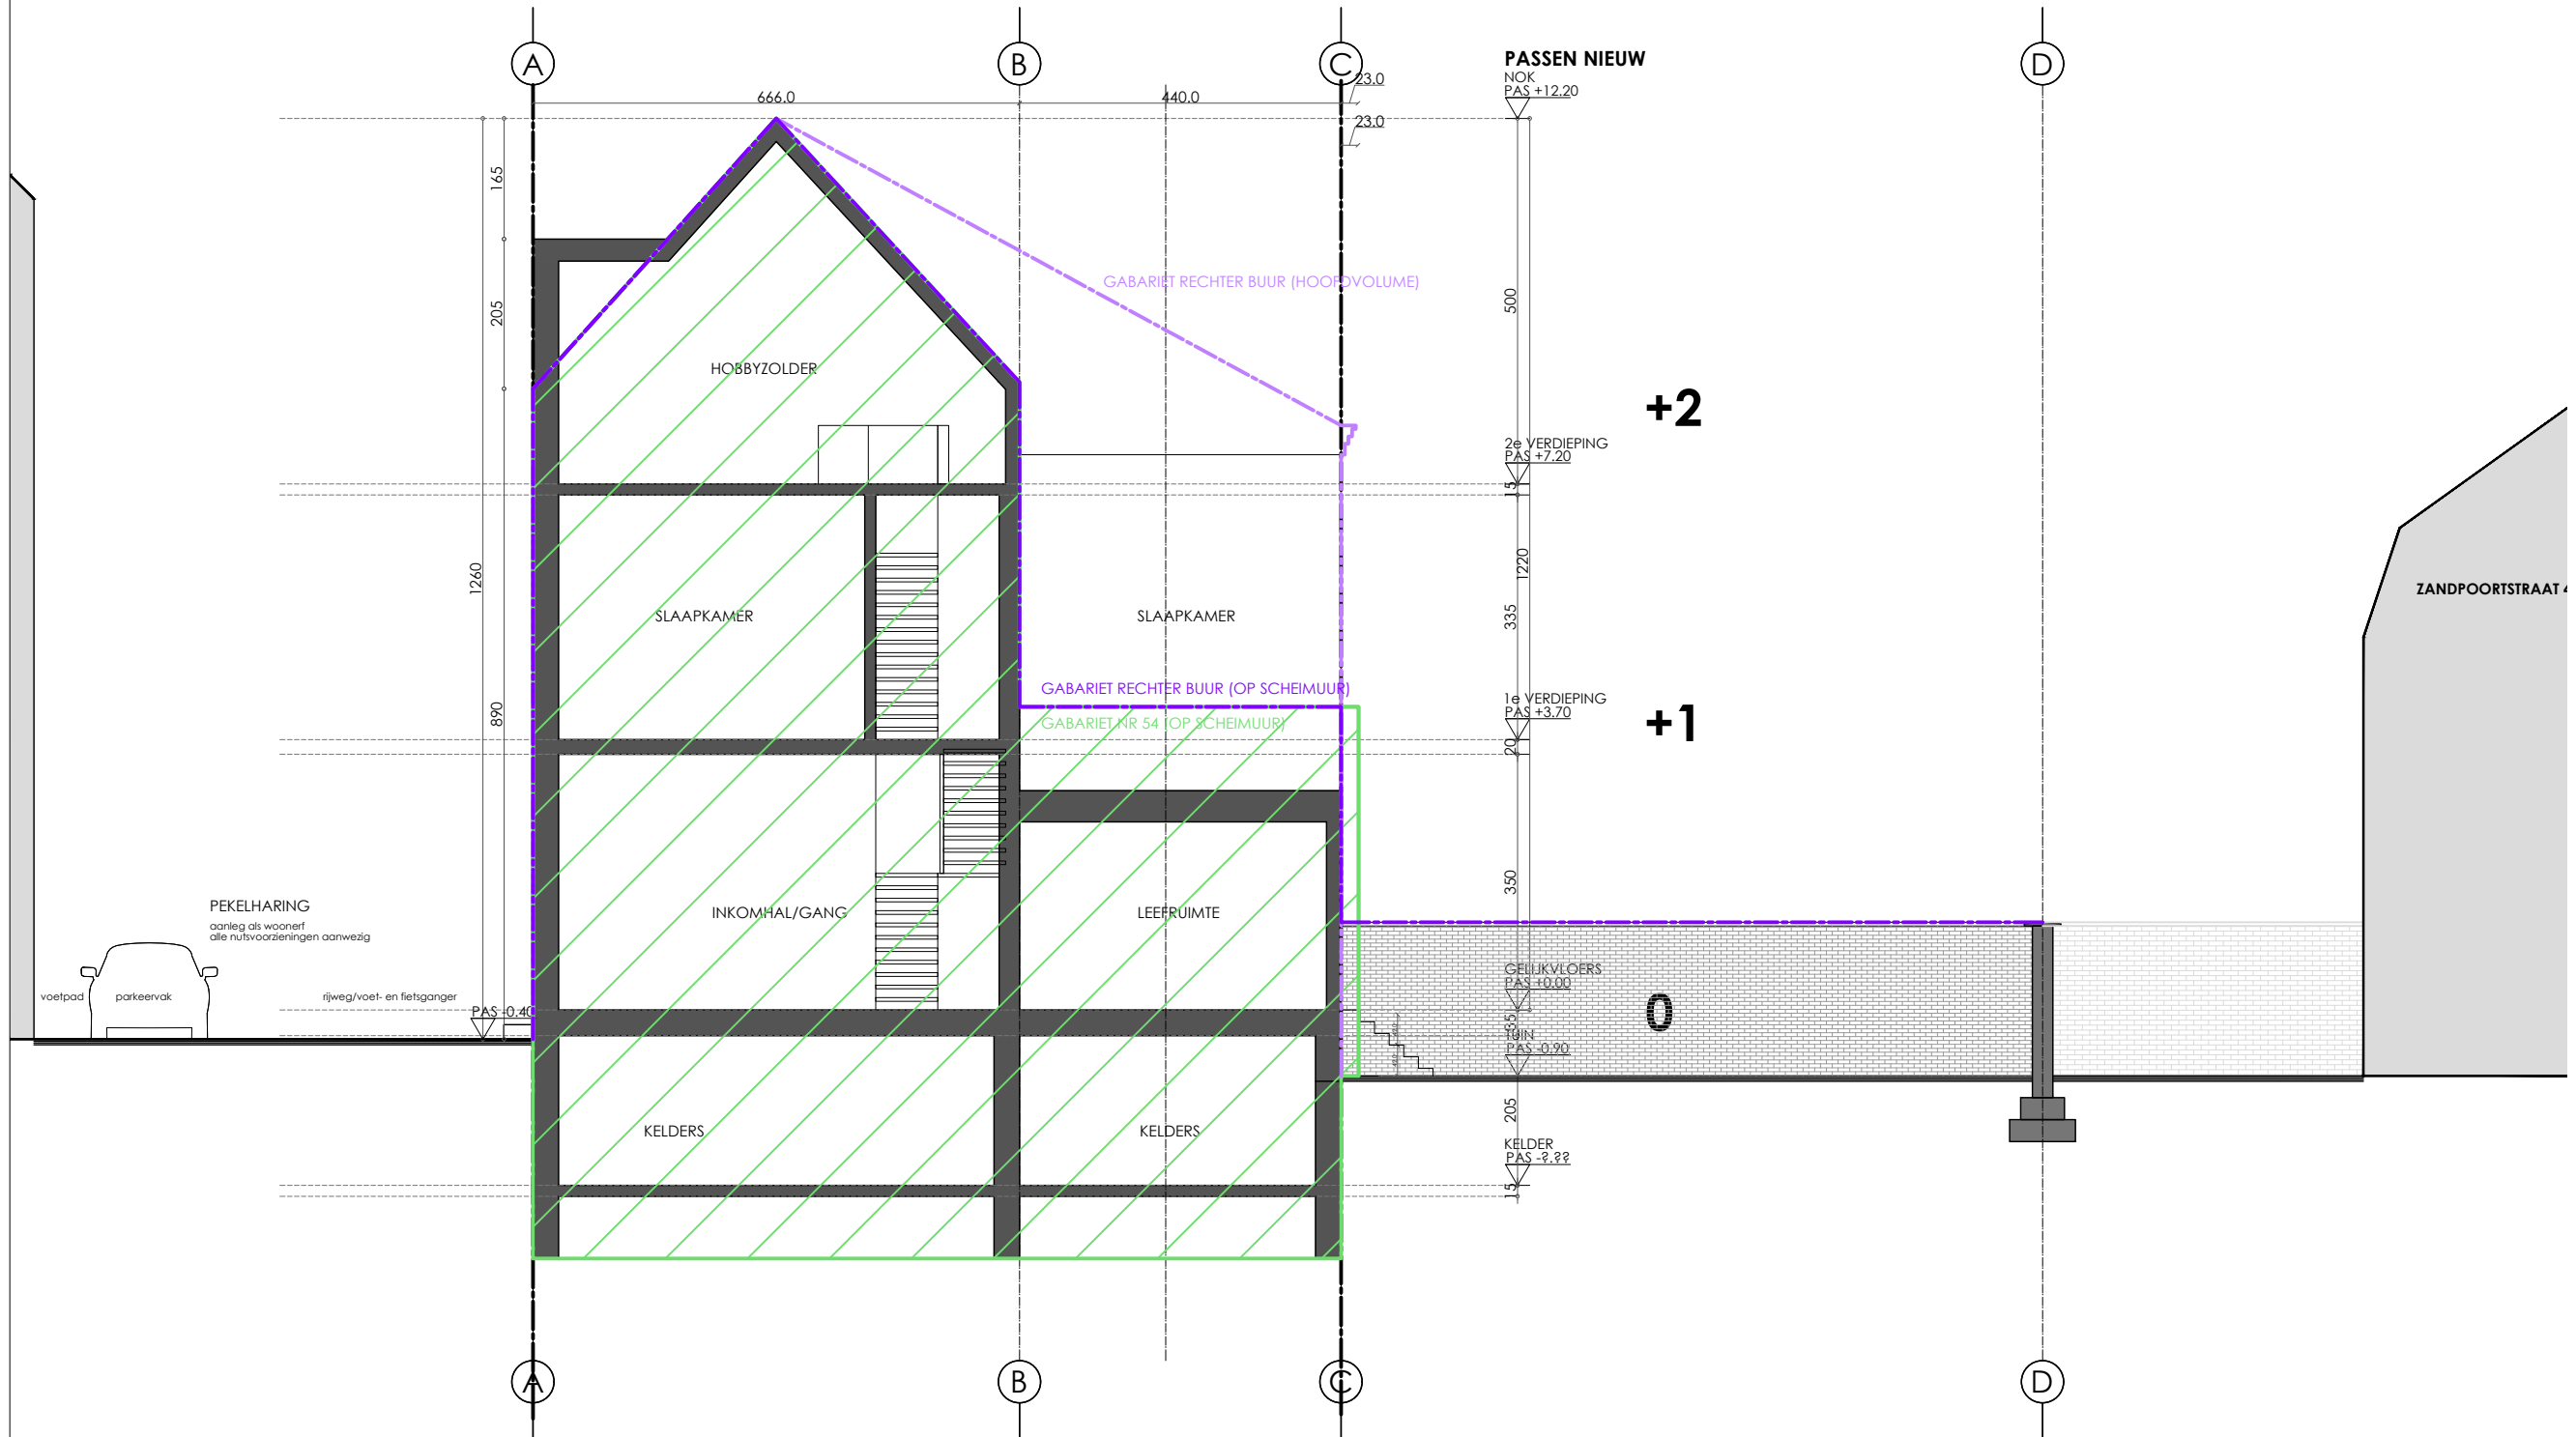 A
B
C
D
PASSEN NIEUW
NOK
PAS +12.20
666.0
440.0
23.0
23.0
165
205
1260
890
GABARIET RECHTER BUUR (HOOFDVOLUME)
500
HOBBYZOLDER
+2
2e VERDIEPING
PAS +7.20
15
1220
335
SLAAPKAMER
SLAAPKAMER
ZANDPOORTSTRAAT
GABARIET RECHTER BUUR (OP SCHEIMUUR)
GABARIET NR 54 (OP SCHEIMUUR)
1e VERDIEPING
PAS +3.70
+1
20
350
PEKELHARING
aanleg als woonerf
alle nutsvoorzieningen aanwezig
INKOMHAL/GANG
LEEFRUIMTE
voetpad
parkeervak
rijweg/voet- en fietsganger
PAS -0.40
GELIJKVLOERS
PAS +0.00
0
35
TUIN
PAS -0.90
205
KELDERS
KELDERS
KELDER
PAS -?.??
15
A
B
C
D